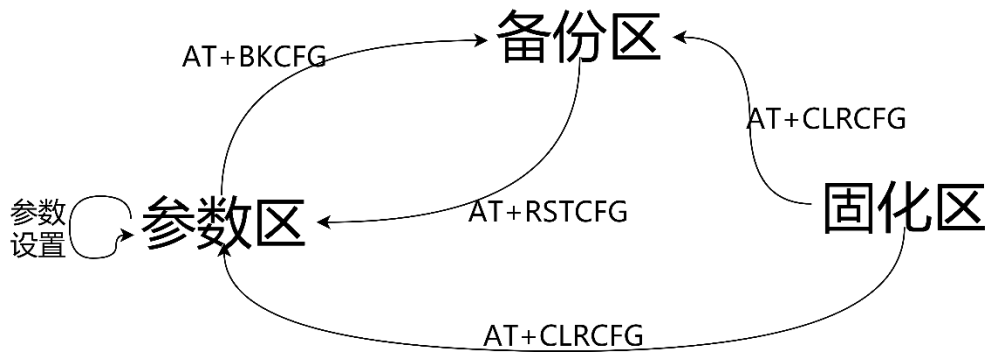 备份区
AT+BKCFG
AT+CLRCFG
参数
设置
参数区
AT+RSTCFG
固化区
AT+CLRCFG